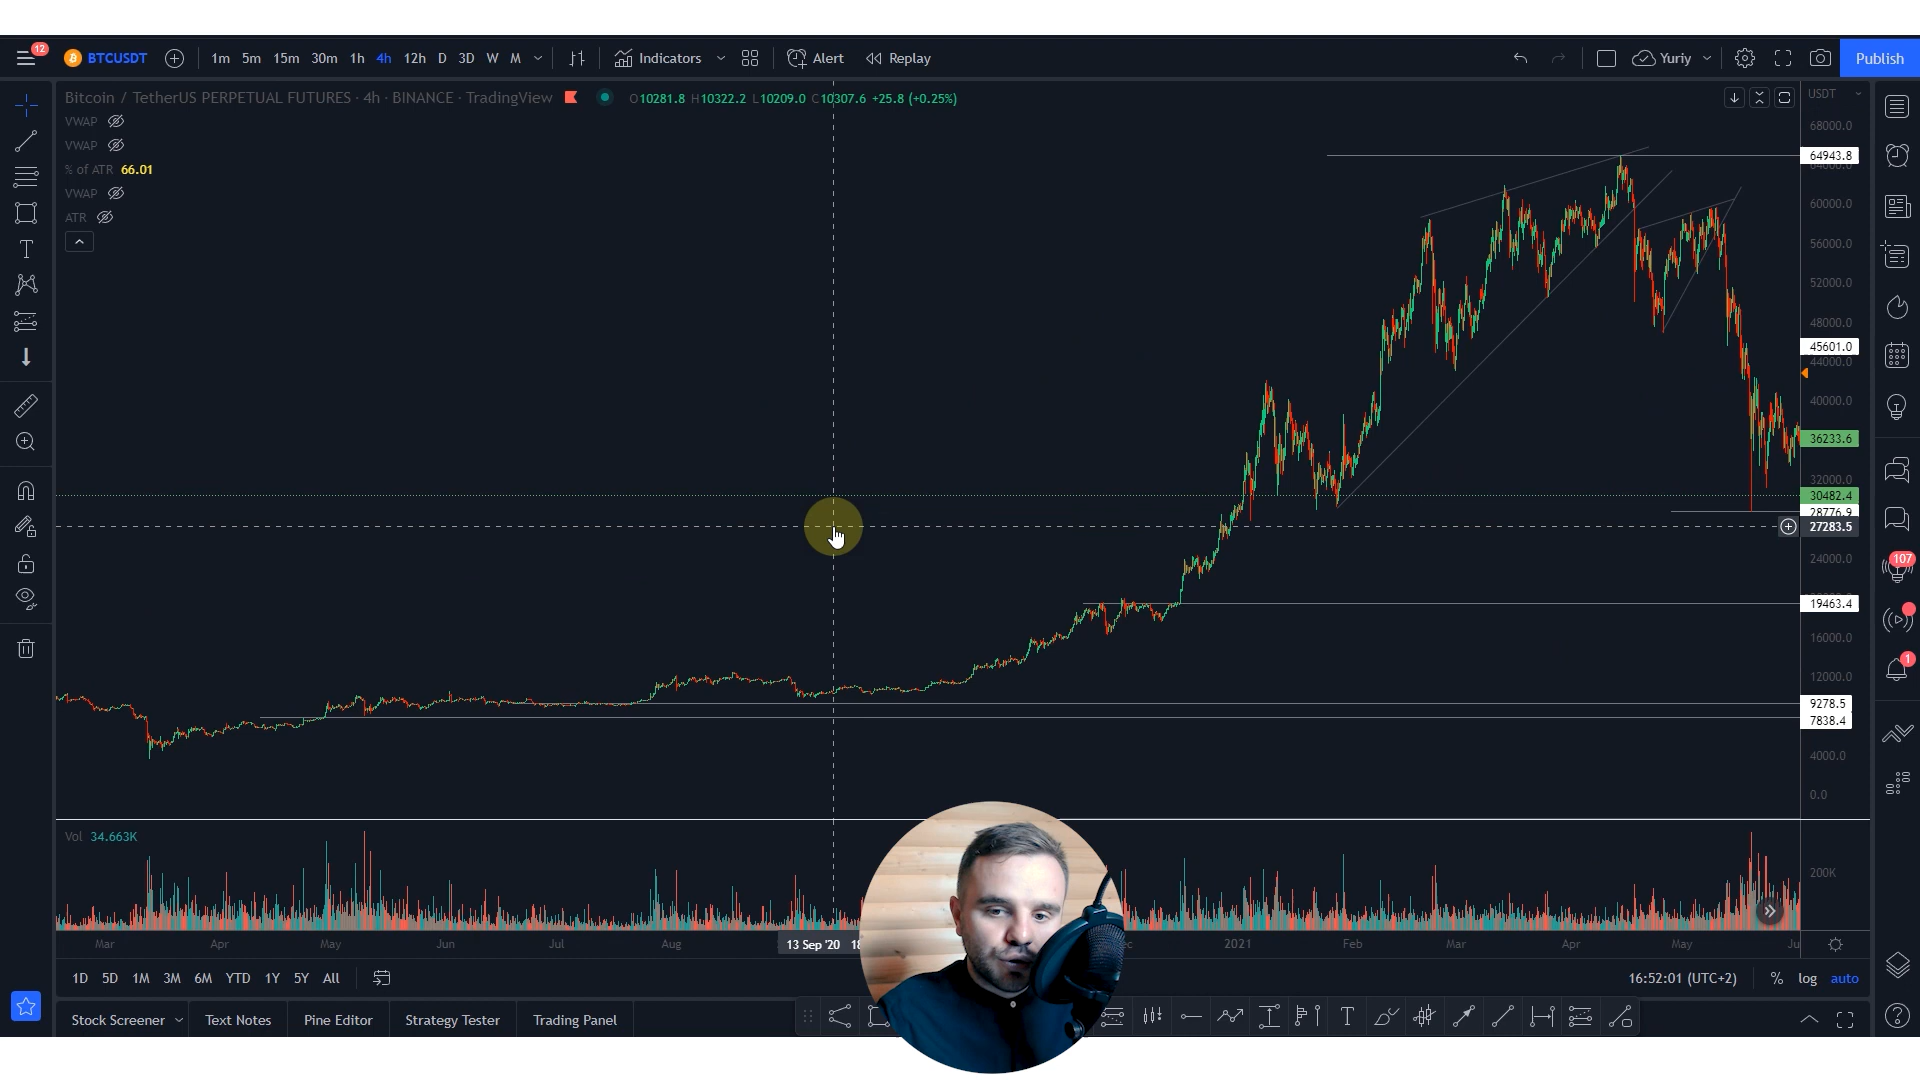 12
BTCUSDT 1m 5m 15m 30m 1h 4h 12h D 3D W M Indicators Alert Replay Yuriy Publish
Bitcoin / TetherUS PERPETUAL FUTURES · 4h · BINANCE · TradingView O10281.8 H10322.2 L10209.0 C10307.6 +25.8 (+0.25%)
USDT
VWAP
VWAP
% of ATR 66.01
VWAP
ATR
68000.0
64943.8
60000.0
56000.0
52000.0
48000.0
45601.0
44000.0
40000.0
36233.6
32000.0
30482.4
28776.9
27283.5
24000.0
19463.4
16000.0
12000.0
9278.5
7838.4
4000.0
0.0
107
1
Vol 34.663K
200K
Mar Apr May Jun Jul Aug 13 Sep '20 2021 Feb Mar Apr May
1D 5D 1M 3M 6M YTD 1Y 5Y All 16:52:01 (UTC+2) % log auto
Stock Screener Text Notes Pine Editor Strategy Tester Trading Panel